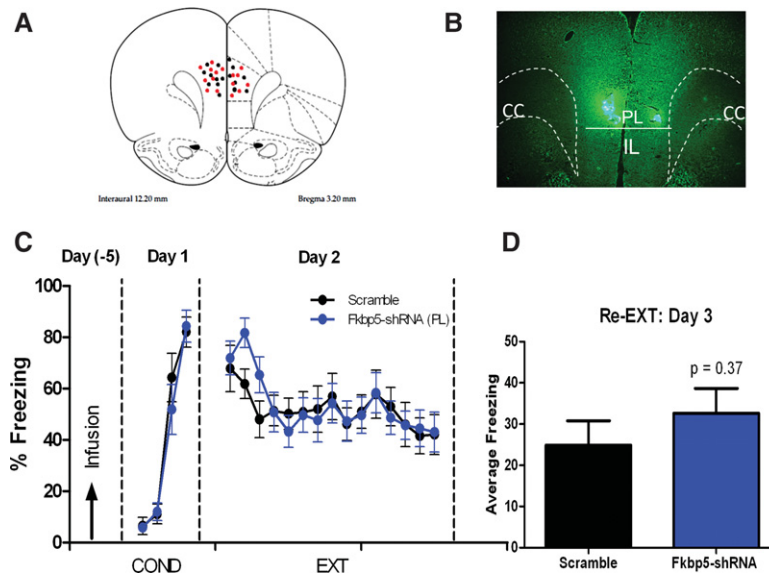 A
Interaural 12.20 mm
Bregma 3.20 mm
B
CC
PL
CC
IL
C
Day (-5)
Day 1
Day 2
Scramble
Fkbp5-shRNA (PL)
100
80
60
40
20
0
% Freezing
Infusion
COND
EXT
D
Re-EXT: Day 3
p = 0.37
50
40
30
20
10
0
Average Freezing
Scramble
Fkbp5-shRNA